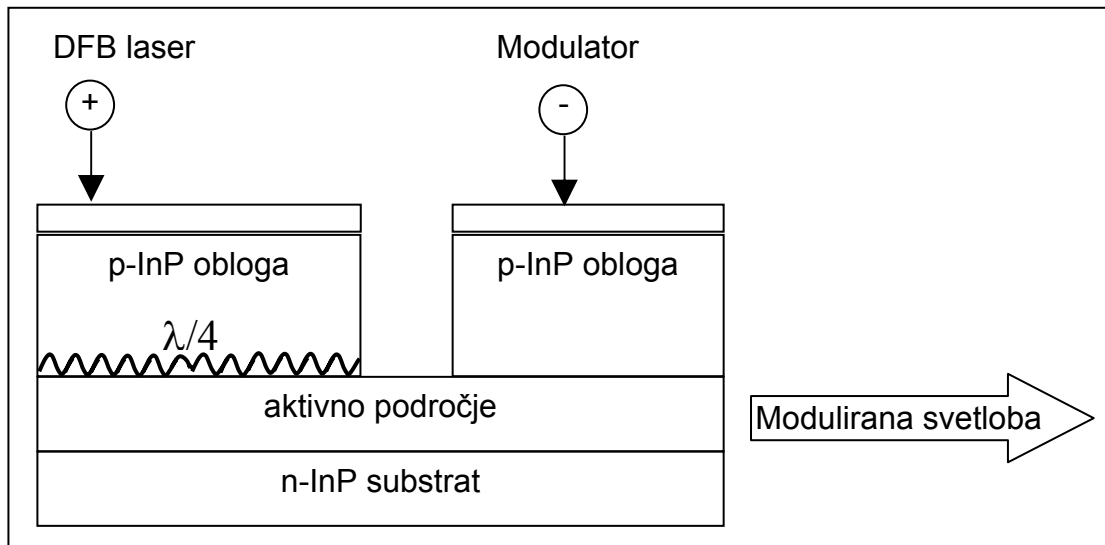 DFB laser
Modulator
+
-
p-InP obloga
p-InP obloga
λ/4
aktivno področje
Modulirana svetloba
n-InP substrat